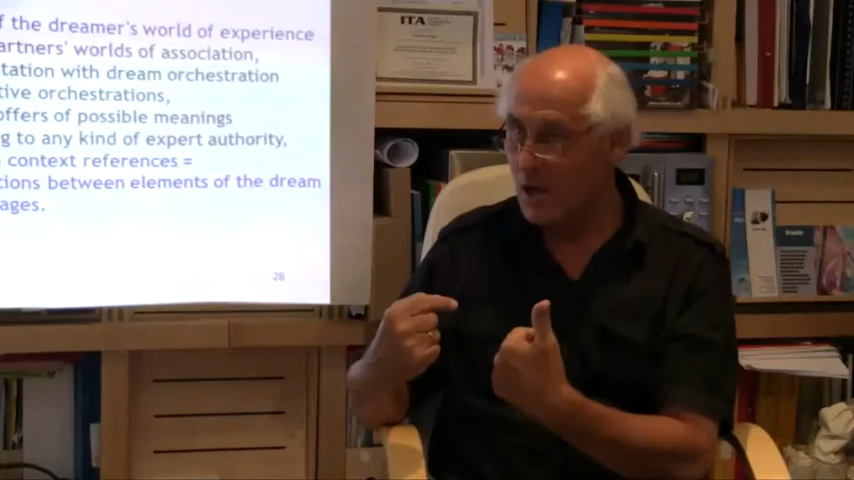 of the dreamer's world of experience
artners' worlds of association,
tation with dream orchestration
tive orchestrations,
offers of possible meanings
g to any kind of expert authority,
context references =
tions between elements of the dream
ages.
28
ITA